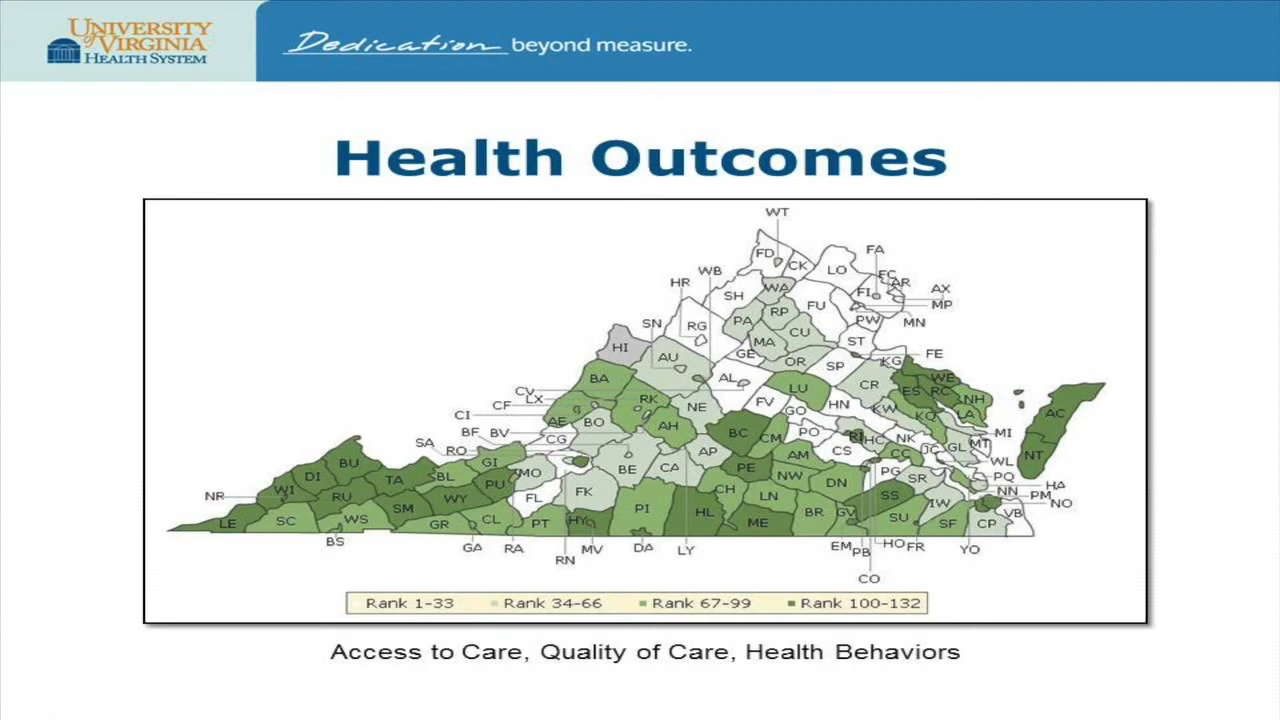 UNIVERSITY
of VIRGINIA
HEALTH SYSTEM
Dedication beyond measure.
Health Outcomes
WT
FD
CK
LO
FA
FC
AR
AX
MP
MN
FI
WB
HR
SH
WA
FU
PW
SN
RG
PA
RP
CU
ST
FE
HI
AU
MA
GE
OR
SP
KG
WE
BA
AL
LU
CR
ES
RC
NH
CV
LX
CF
CI
RK
NE
FV
GO
HN
KW
KQ
LA
AE
BO
AH
BC
CM
PO
RI
HC
NK
GL
MT
MI
SA
BF
BV
RO
CG
AP
CS
CC
JC
WL
BU
GI
MO
BE
CA
PE
AM
PG
SR
PQ
AC
NT
DI
TA
BL
PU
FL
FK
CH
NW
DN
NN
HA
PM
NO
NR
WI
RU
SM
WY
PI
HL
LN
SS
IW
VB
LE
SC
WS
GR
CL
PT
HY
ME
BR
GV
SU
SF
CP
BS
GA
RA
RN
MV
DA
LY
EM
PB
HO
FR
YO
CO
Rank 1-33 Rank 34-66 Rank 67-99 Rank 100-132
Access to Care, Quality of Care, Health Behaviors